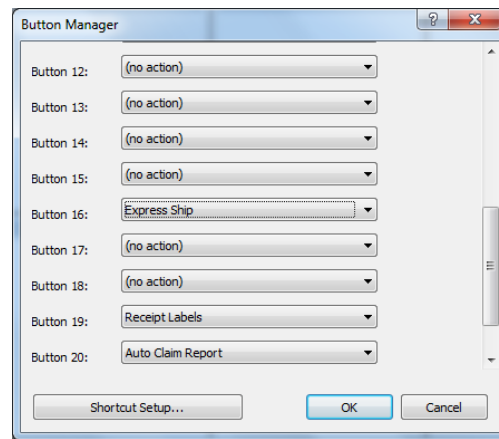 Button Manager
Button 12: (no action)
Button 13: (no action)
Button 14: (no action)
Button 15: (no action)
Button 16: Express Ship
Button 17: (no action)
Button 18: (no action)
Button 19: Receipt Labels
Button 20: Auto Claim Report
Shortcut Setup... OK Cancel